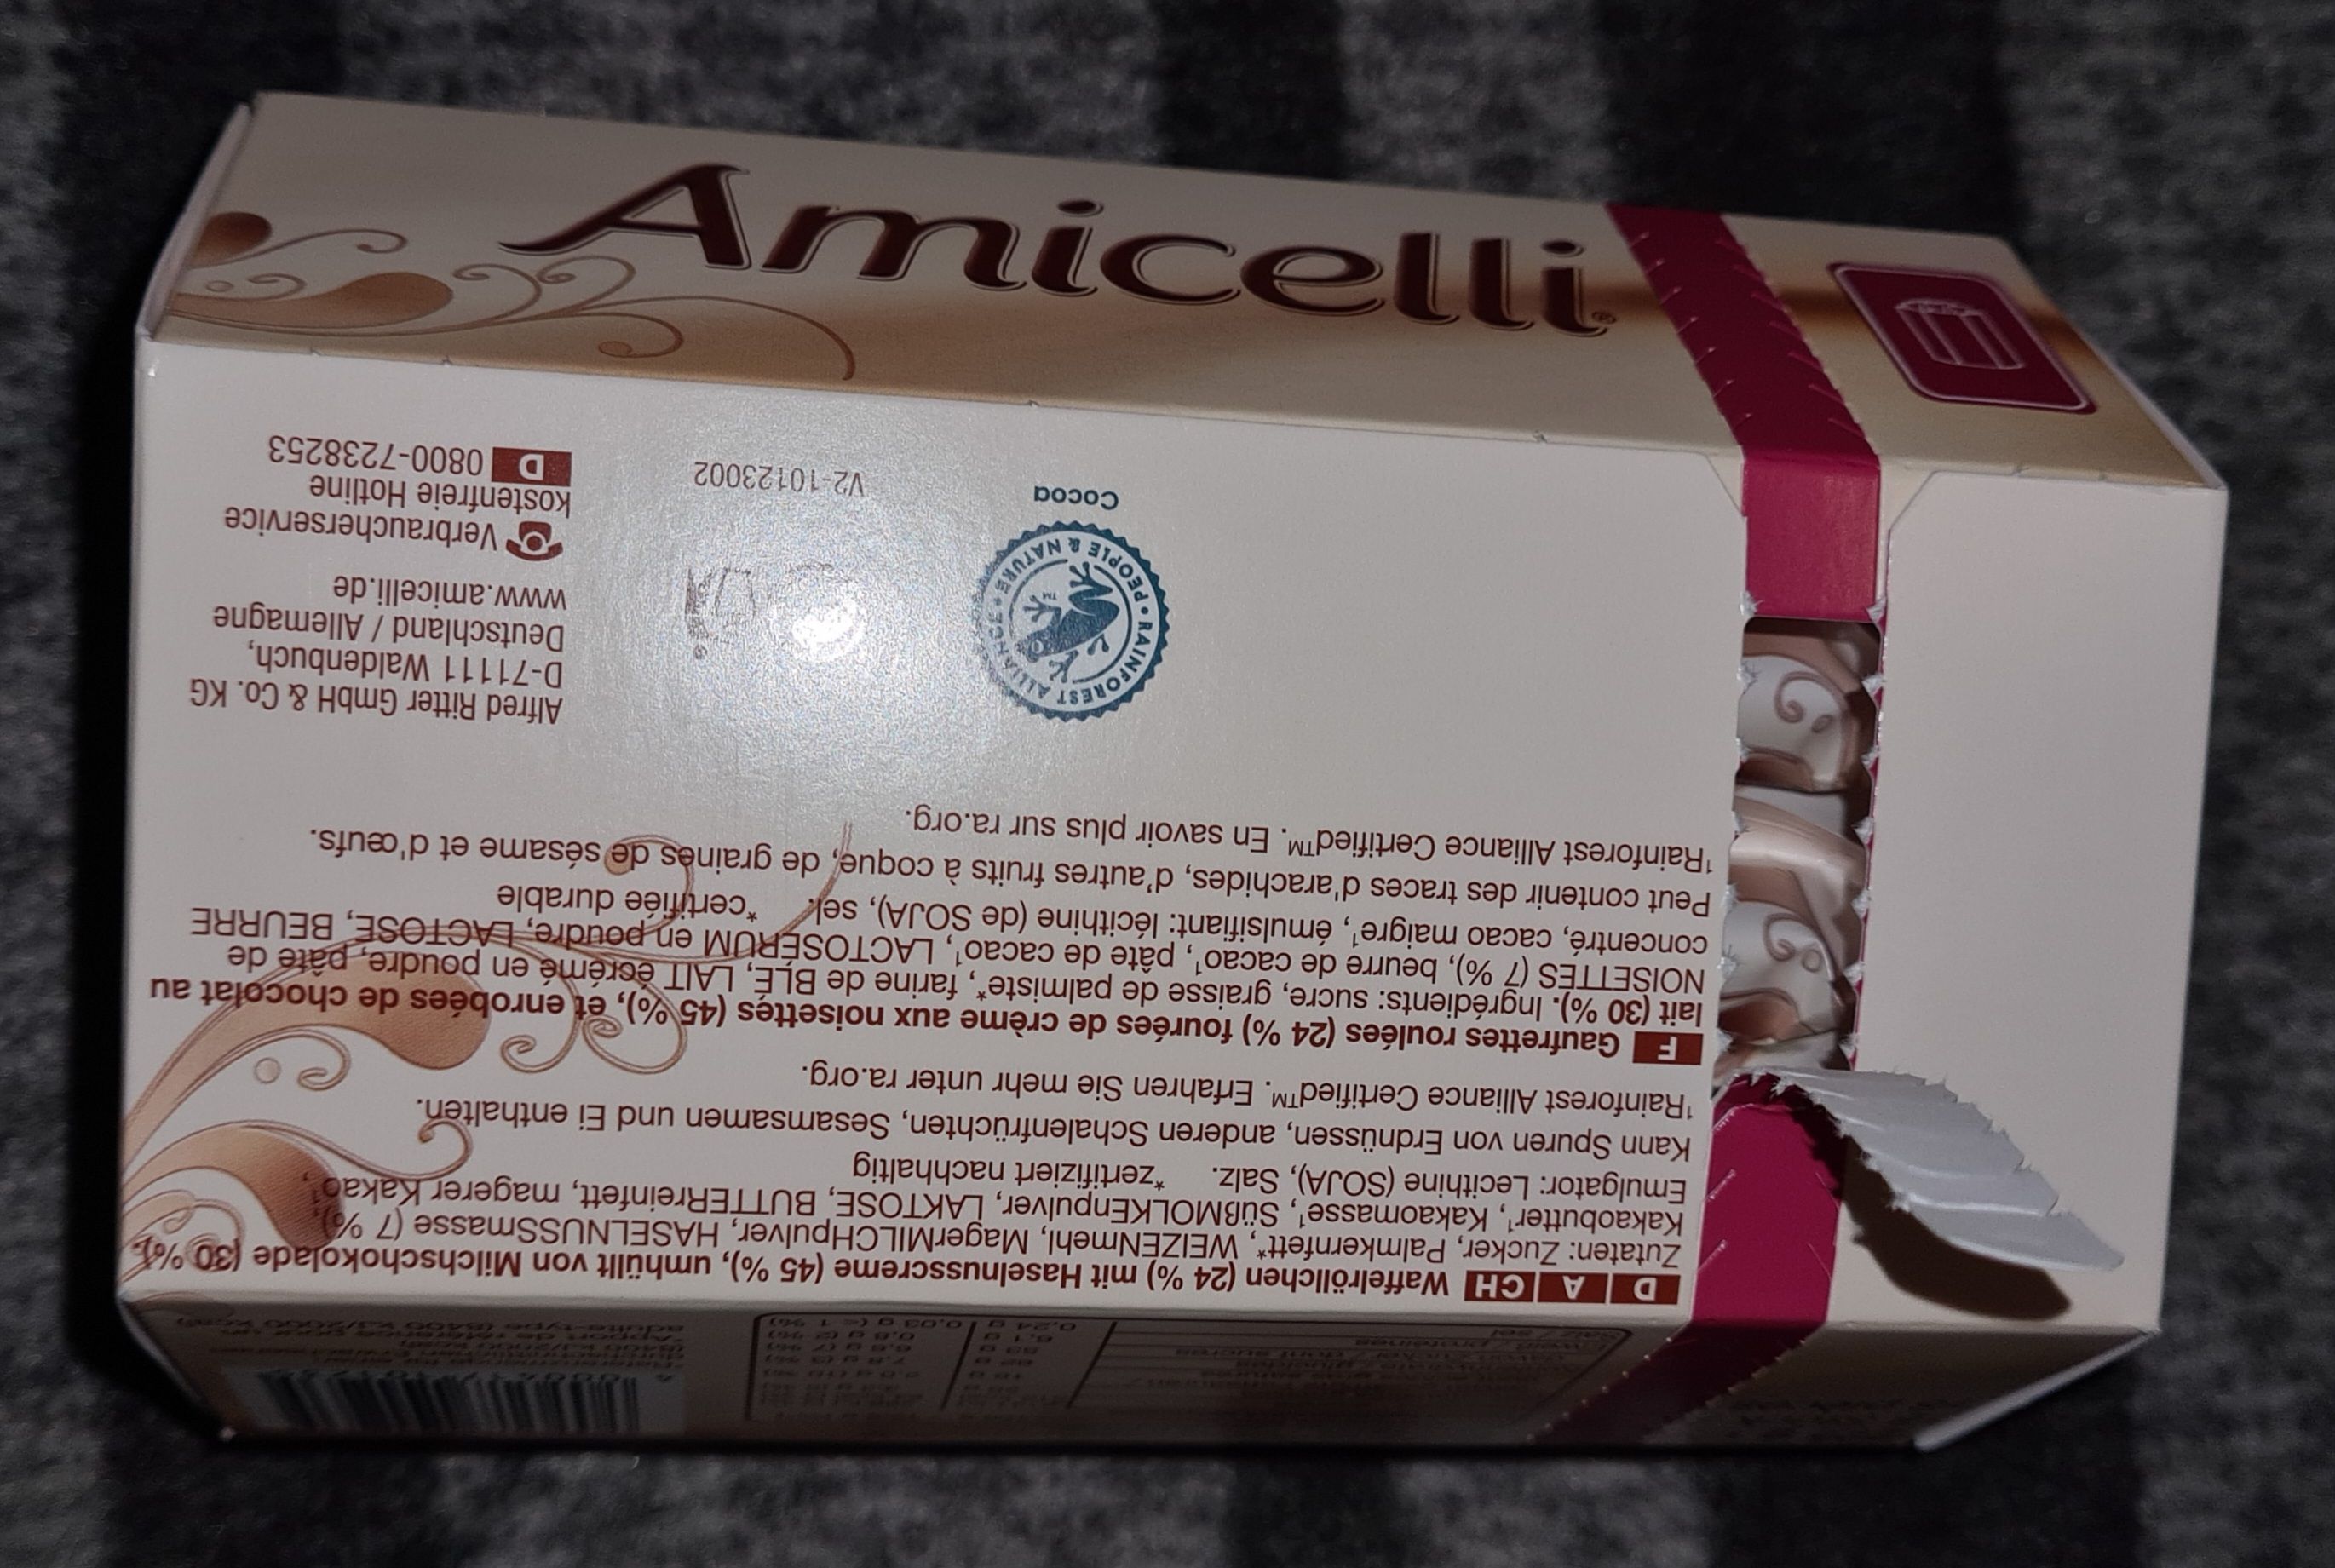 Amicelli®
D A CH Waffelröllchen (24 %) mit Haselnusscreme (45 %), umhüllt von Milchschokolade (30 %).
Zutaten: Zucker, Palmkernfett*, WEIZENmehl, MagerMILCHpulver, HASELNUSSmasse (7 %),
Kakaobutter¹, Kakaomasse¹, SüßMOLKENpulver, LAKTOSE, BUTTERreinfett, magerer Kakao¹,
Emulgator: Lecithine (SOJA), Salz. *zertifiziert nachhaltig
Kann Spuren von Erdnüssen, anderen Schalenfrüchten, Sesamsamen und Ei enthalten.
¹Rainforest Alliance Certified™. Erfahren Sie mehr unter ra.org.
F Gaufrettes roulées (24 %) fourées de crème aux noisettes (45 %), et enrobées de chocolat au
lait (30 %). Ingrédients: sucre, graisse de palmiste*, farine de BLÉ, LAIT écrémé en poudre, pâte de
NOISETTES (7 %), beurre de cacao¹, pâte de cacao¹, LACTOSÉRUM en poudre, LACTOSE, BEURRE
concentré, cacao maigre¹, émulsifiant: lécithine (de SOJA), sel. *certifiée durable
Peut contenir des traces d'arachides, d'autres fruits à coque, de graines de sésame et d'œufs.
¹Rainforest Alliance Certified™. En savoir plus sur ra.org.
Alfred Ritter GmbH & Co. KG
D-71111 Waldenbuch,
Deutschland / Allemagne
www.amicelli.de
Verbraucherservice
kostenfreie Hotline
D 0800-7238253
RAINFOREST ALLIANCE • PEOPLE & NATURE •
TM
Cocoa
V2-10123002
0,24 g 0,03 g (< 1 %)